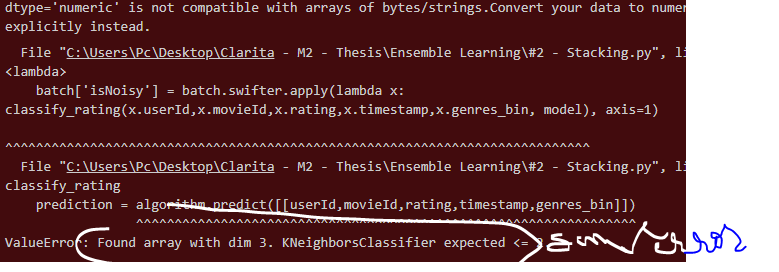 dtype='numeric' is not compatible with arrays of bytes/strings.Convert your data to numer
explicitly instead.
File "C:\Users\Pc\Desktop\Clarita - M2 - Thesis\Ensemble Learning\#2 - Stacking.py", li
<lambda>
batch['isNoisy'] = batch.swifter.apply(lambda x:
classify_rating(x.userId,x.movieId,x.rating,x.timestamp,x.genres_bin, model), axis=1)
^^^^^^^^^^^^^^^^^^^^^^^^^^^^^^^^^^^^^^^^^^^^^^^^^^^^^^^^^^^^^^^^^^^^^^^^^^^^^^^^^
File "C:\Users\Pc\Desktop\Clarita - M2 - Thesis\Ensemble Learning\#2 - Stacking.py", li
classify_rating
prediction = algorithm.predict([[userId,movieId,rating,timestamp,genres_bin]])
^^^^^^^^^^^^^^^^^^^^^^^^^^^^^^^^^^^^^^^^^^^^^^^^^^^^^^^^^^^^^^^^^^^
ValueError: Found array with dim 3. KNeighborsClassifier expected <= error